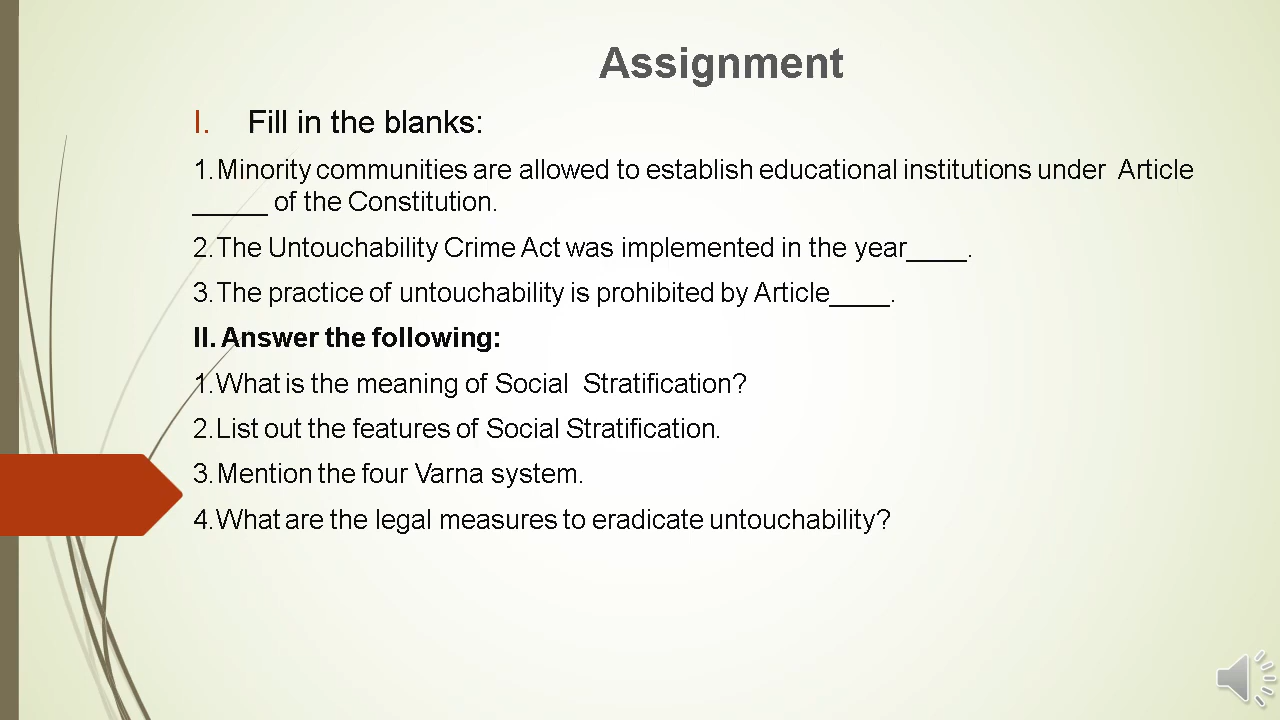 Assignment
I. Fill in the blanks:
1.Minority communities are allowed to establish educational institutions under Article
_____ of the Constitution.
2.The Untouchability Crime Act was implemented in the year____.
3.The practice of untouchability is prohibited by Article____.
II. Answer the following:
1.What is the meaning of Social Stratification?
2.List out the features of Social Stratification.
3.Mention the four Varna system.
4.What are the legal measures to eradicate untouchability?